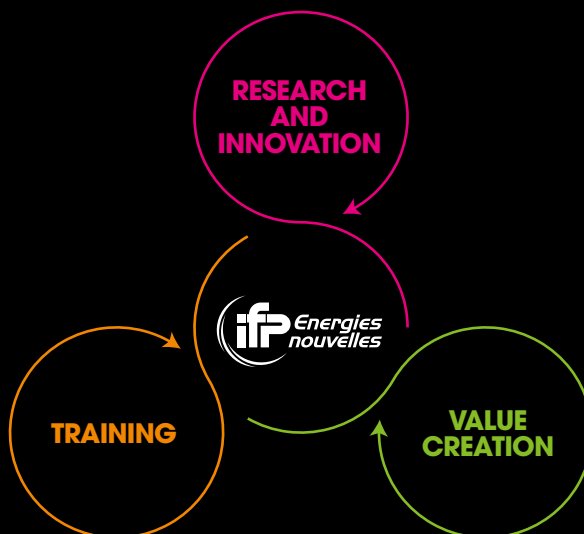 RESEARCH
AND
INNOVATION
ifp Energies
nouvelles
TRAINING
VALUE
CREATION